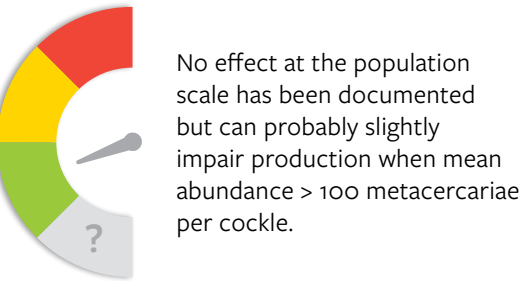 No effect at the population
scale has been documented
but can probably slightly
impair production when mean
abundance > 100 metacercariae
per cockle.
?